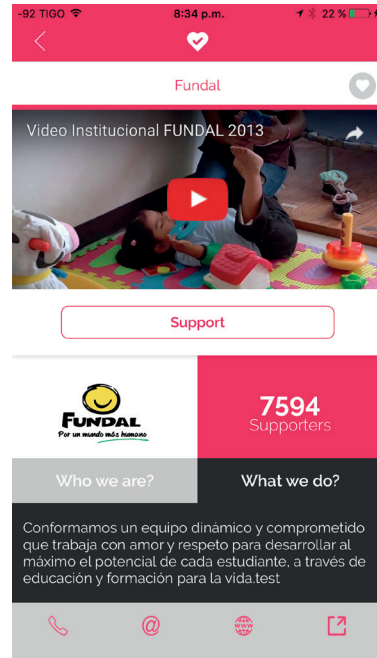 -92 TIGO 8:34 p.m. 22 %
Fundal
Video Institucional FUNDAL 2013
Support
FUNDAL
Por un mundo más humano
7594
Supporters
Who we are?
What we do?
Conformamos un equipo dinámico y comprometido
que trabaja con amor y respeto para desarrollar al
máximo el potencial de cada estudiante, a través de
educación y formación para la vida.test
@
www